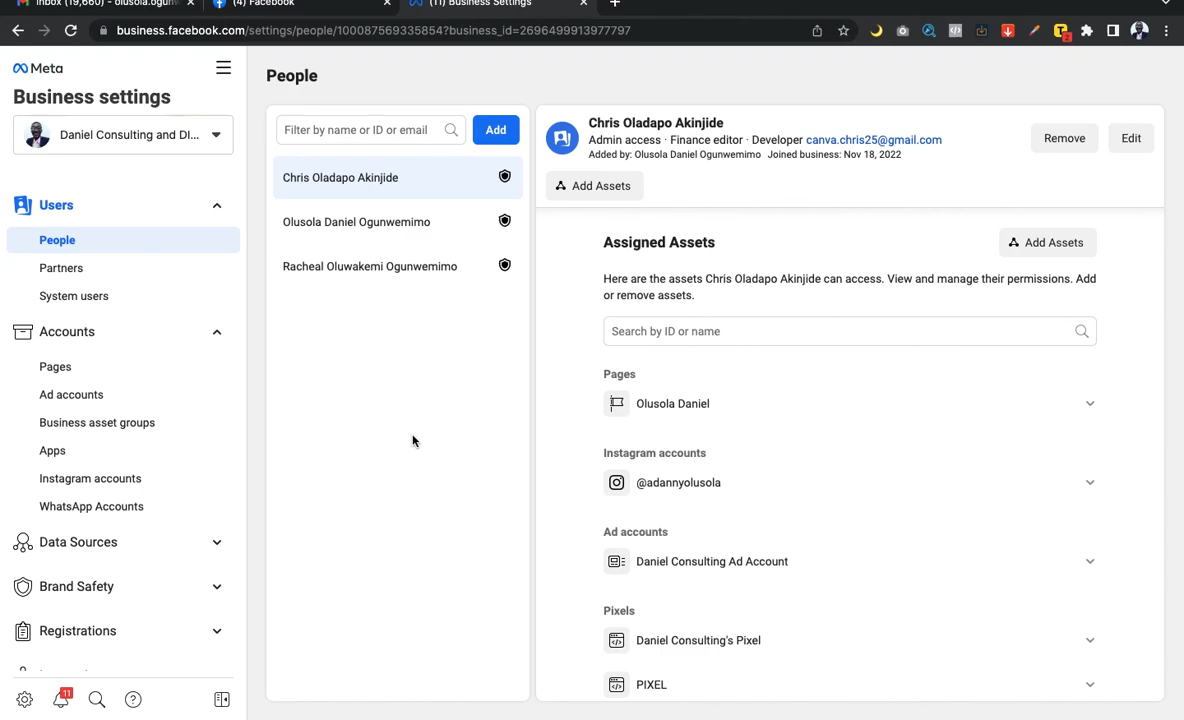 Inbox (19,660) - olusola.ogunw
(4) Facebook
(11) Business Settings
business.facebook.com/settings/people/100087569335854?business_id=2696499913977797
2
Meta
Business settings
Daniel Consulting and DI...
Users
People
Partners
System users
Accounts
Pages
Ad accounts
Business asset groups
Apps
Instagram accounts
WhatsApp Accounts
Data Sources
Brand Safety
Registrations
11
People
Filter by name or ID or email
Add
Chris Oladapo Akinjide
Olusola Daniel Ogunwemimo
Racheal Oluwakemi Ogunwemimo
Chris Oladapo Akinjide
Admin access · Finance editor · Developer canva.chris25@gmail.com
Added by: Olusola Daniel Ogunwemimo Joined business: Nov 18, 2022
Remove
Edit
Add Assets
Assigned Assets
Add Assets
Here are the assets Chris Oladapo Akinjide can access. View and manage their permissions. Add
or remove assets.
Search by ID or name
Pages
Olusola Daniel
Instagram accounts
@adannyolusola
Ad accounts
Daniel Consulting Ad Account
Pixels
Daniel Consulting's Pixel
PIXEL